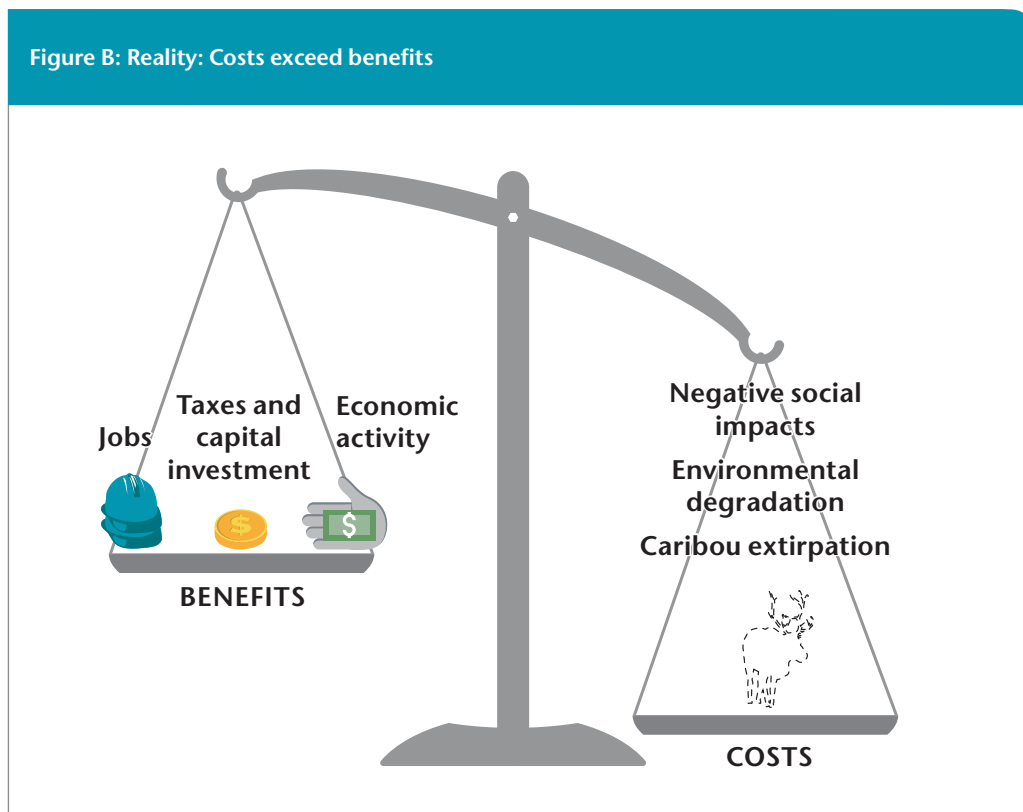 Figure B: Reality: Costs exceed benefits
Jobs
Taxes and
capital
investment
Economic
activity
$
$
BENEFITS
Negative social
impacts
Environmental
degradation
Caribou extirpation
COSTS